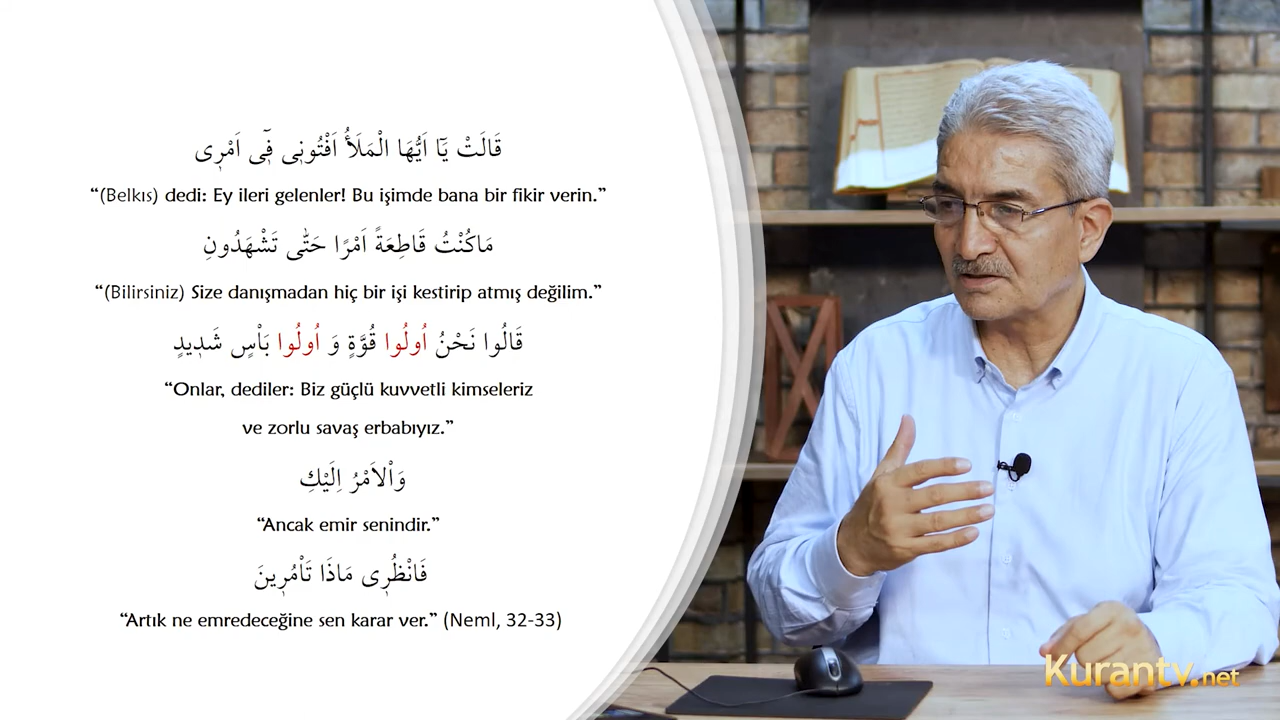 قَالَتْ يَٓا اَيُّهَا الْمَلَأُ اَفْتُونٖى فٖٓى اَمْرٖى
“(Belkıs) dedi: Ey ileri gelenler! Bu işimde bana bir fikir verin.”
مَاكُنْتُ قَاطِعَةً اَمْرًا حَتّٰى تَشْهَدُونِ
“(Bilirsiniz) Size danışmadan hiç bir işi kestirip atmış değilim.”
قَالُوا نَحْنُ اُولُوا قُوَّةٍ وَ اُولُوا بَاْسٍ شَدٖيدٍ
“Onlar, dediler: Biz güçlü kuvvetli kimseleriz
ve zorlu savaş erbabıyız.”
وَاْلاَمْرُ اِلَيْكِ
“Ancak emir senindir.”
فَانْظُرٖى مَاذَا تَاْمُرٖينَ
“Artık ne emredeceğine sen karar ver.” (Neml, 32-33)
Kurantv.net